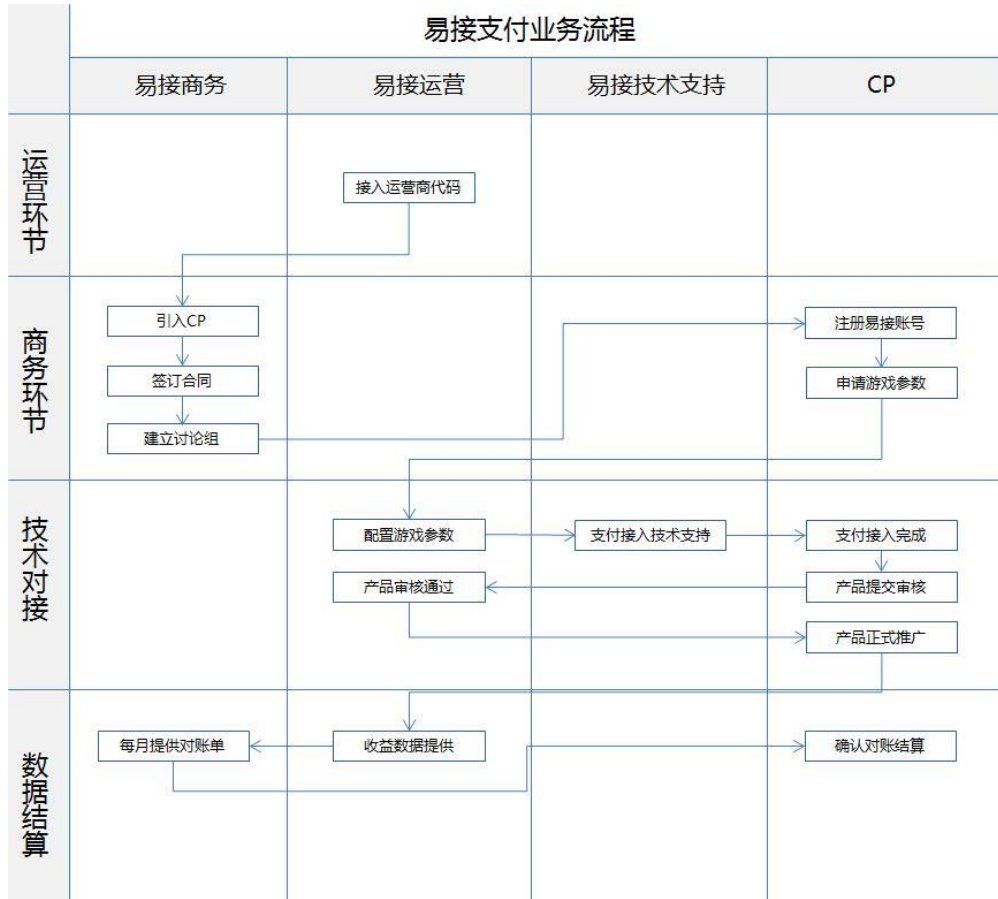 易接支付业务流程
易接商务
易接运营
易接技术支持
CP
运营环节
接入运营商代码
商务环节
引入CP
注册易接账号
签订合同
申请游戏参数
建立讨论组
技术对接
配置游戏参数
支付接入技术支持
支付接入完成
产品审核通过
产品提交审核
产品正式推广
数据结算
每月提供对账单
收益数据提供
确认对账结算